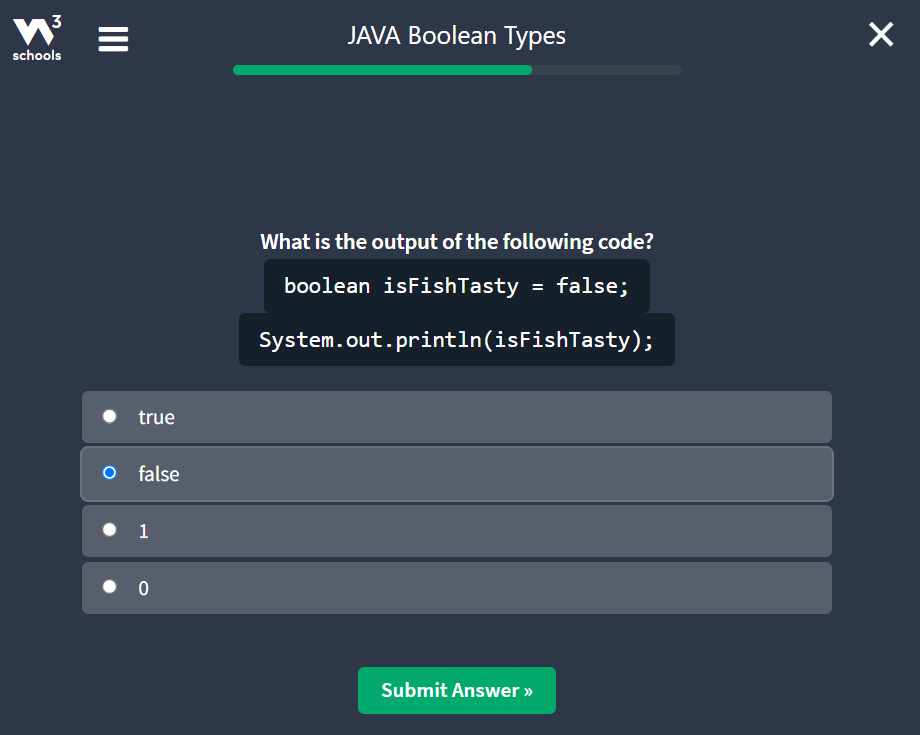 3
schools
JAVA Boolean Types
What is the output of the following code?
boolean isFishTasty = false;
System.out.println(isFishTasty);
true
false
1
0
Submit Answer »